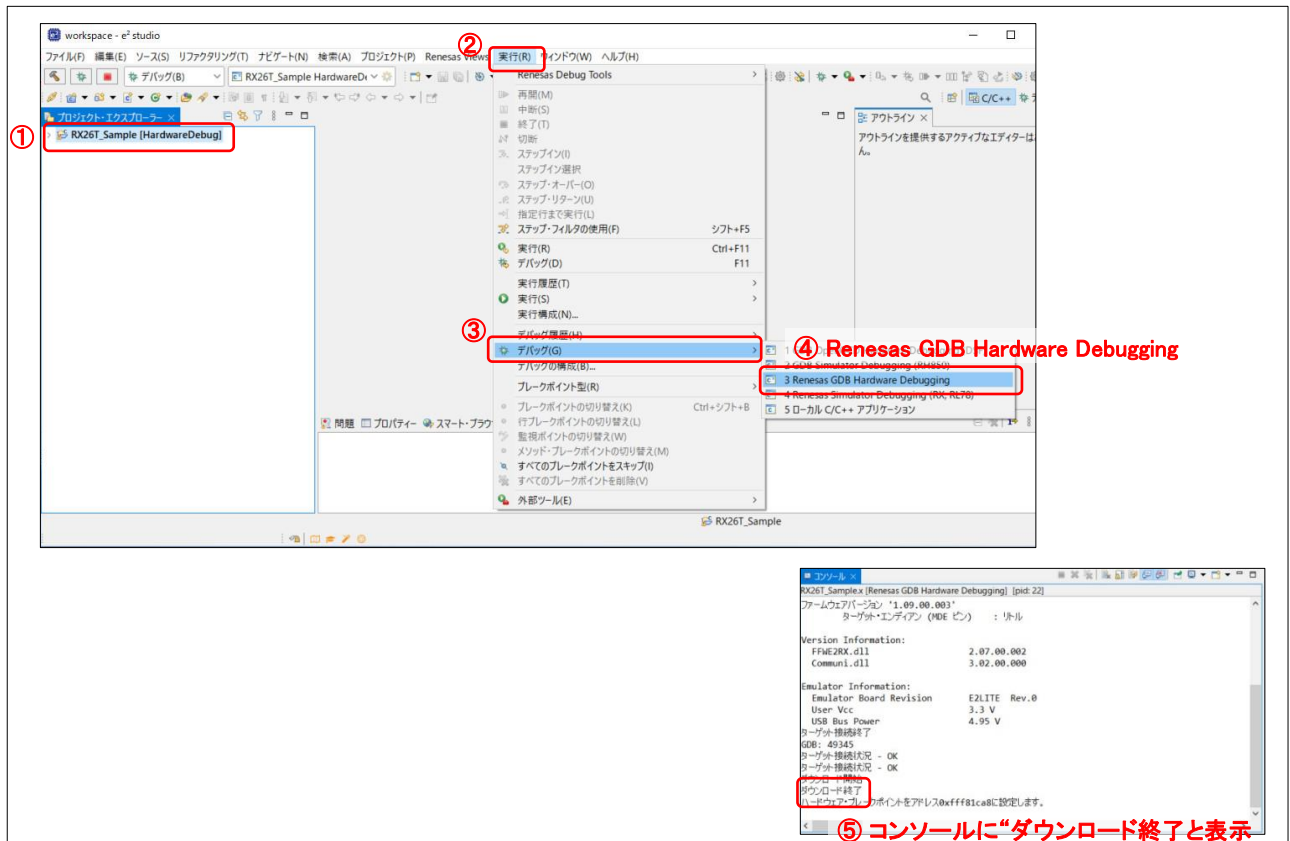 workspace - e² studio
ファイル(F) 編集(E) ソース(S) リファクタリング(T) ナビゲート(N) 検索(A) プロジェクト(P) Renesas Views 実行(R) ウィンドウ(W) ヘルプ(H)
②
デバッグ(B) RX26T_Sample HardwareDe
Renesas Debug Tools
C/C++
プロジェクト・エクスプローラー
①
RX26T_Sample [HardwareDebug]
アウトライン
アウトラインを提供するアクティブなエディターは
ん。
再開(M)
中断(S)
終了(T)
切断
ステップイン(I)
ステップイン選択
ステップ・オーバー(O)
ステップ・リターン(U)
指定行まで実行(L)
ステップ・フィルタの使用(F) シフト+F5
実行(R) Ctrl+F11
デバッグ(D) F11
実行履歴(T)
実行(S)
実行構成(N)...
③
デバッグ履歴(H)
デバッグ(G)
デバッグの構成(B)...
ブレークポイント型(R)
ブレークポイントの切り替え(K) Ctrl+シフト+B
行ブレークポイントの切り替え(L)
監視ポイントの切り替え(W)
メソッド・ブレークポイントの切り替え(M)
すべてのブレークポイントをスキップ(I)
すべてのブレークポイントを削除(V)
外部ツール(E)
④ Renesas GDB Hardware Debugging
2 GDB Simulator Debugging (RH850)
3 Renesas GDB Hardware Debugging
4 Renesas Simulator Debugging (RX, RL78)
5 ローカル C/C++ アプリケーション
問題 プロパティー スマート・ブラウ
RX26T_Sample
コンソール
RX26T_Sample.x [Renesas GDB Hardware Debugging] [pid: 22]
ファームウェアバージョン '1.09.00.003'
ターゲット・エンディアン (MDE ピン) : リトル
Version Information:
FFWE2RX.dll 2.07.00.002
Communi.dll 3.02.00.000
Emulator Information:
Emulator Board Revision E2LITE Rev.0
User Vcc 3.3 V
USB Bus Power 4.95 V
ターゲット接続終了
GDB: 49345
ターゲット接続状況 - OK
ターゲット接続状況 - OK
ダウンロード開始
ダウンロード終了
ハードウェア・ブレークポイントをアドレス0xfff81ca8に設定します。
⑤ コンソールに“ダウンロード終了と表示